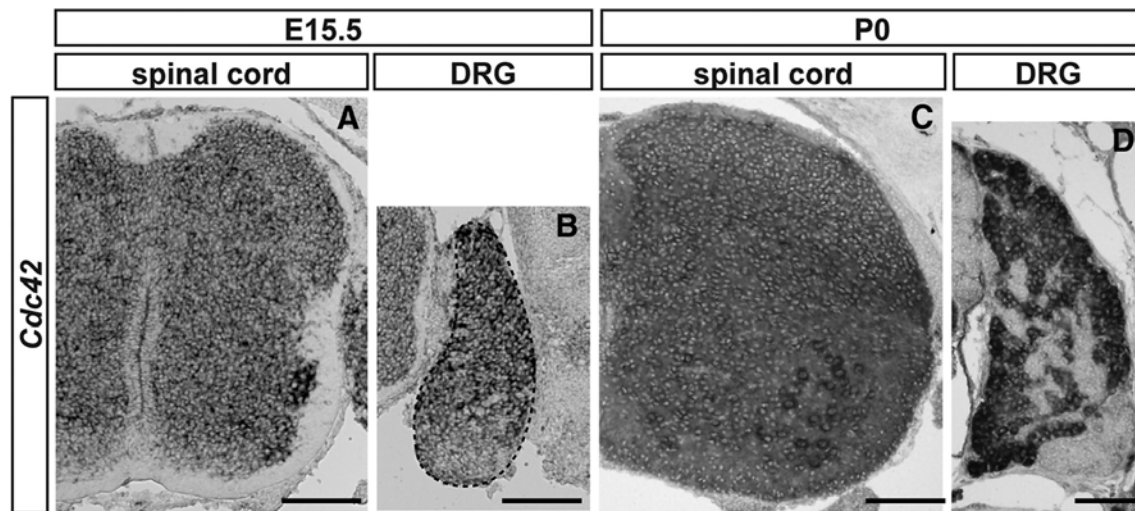 E15.5
P0
spinal cord
DRG
spinal cord
DRG
Cdc42
A
B
C
D